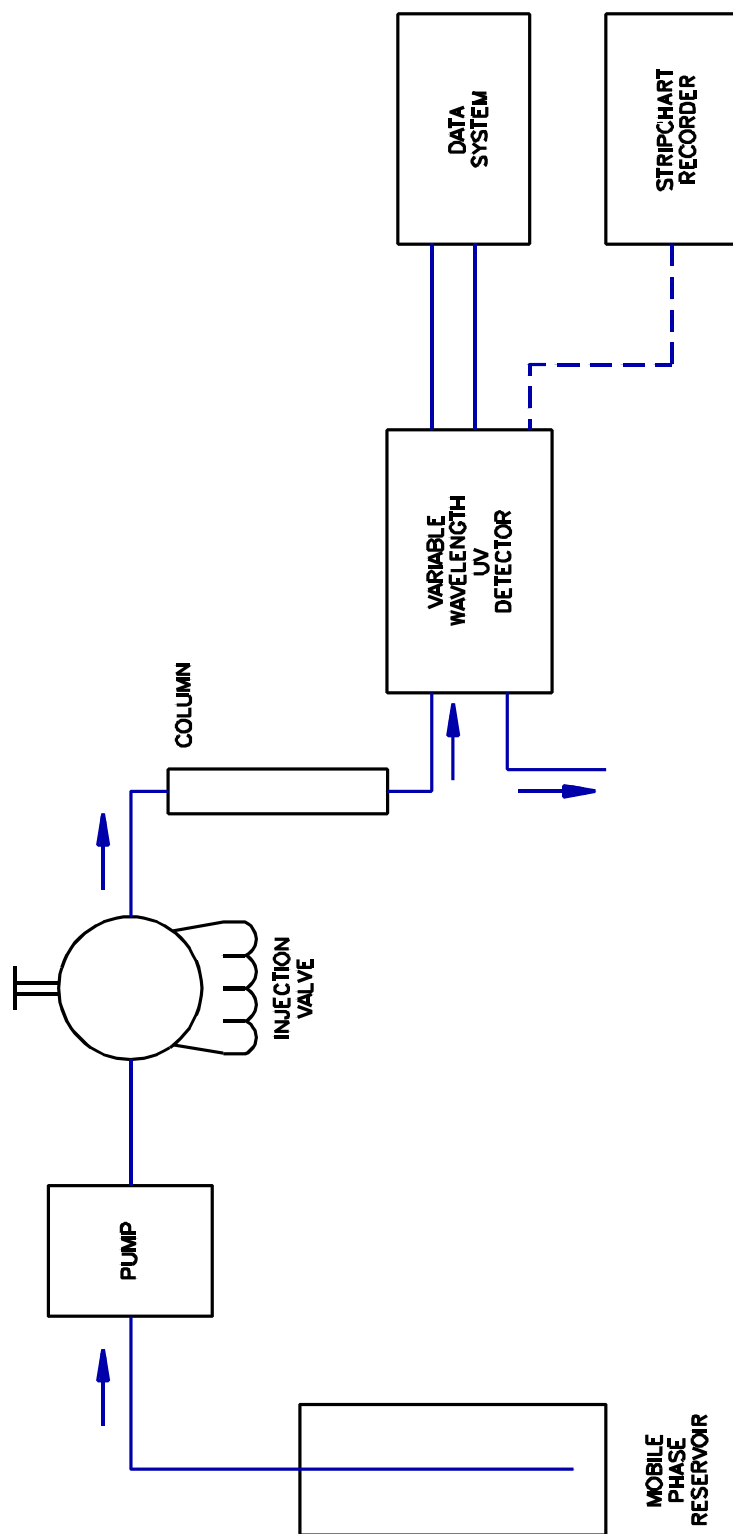 MOBILE
PHASE
RESERVOIR
PUMP
INJECTION
VALVE
COLUMN
VARIABLE
WAVELENGTH
UV
DETECTOR
DATA
SYSTEM
STRIPCHART
RECORDER